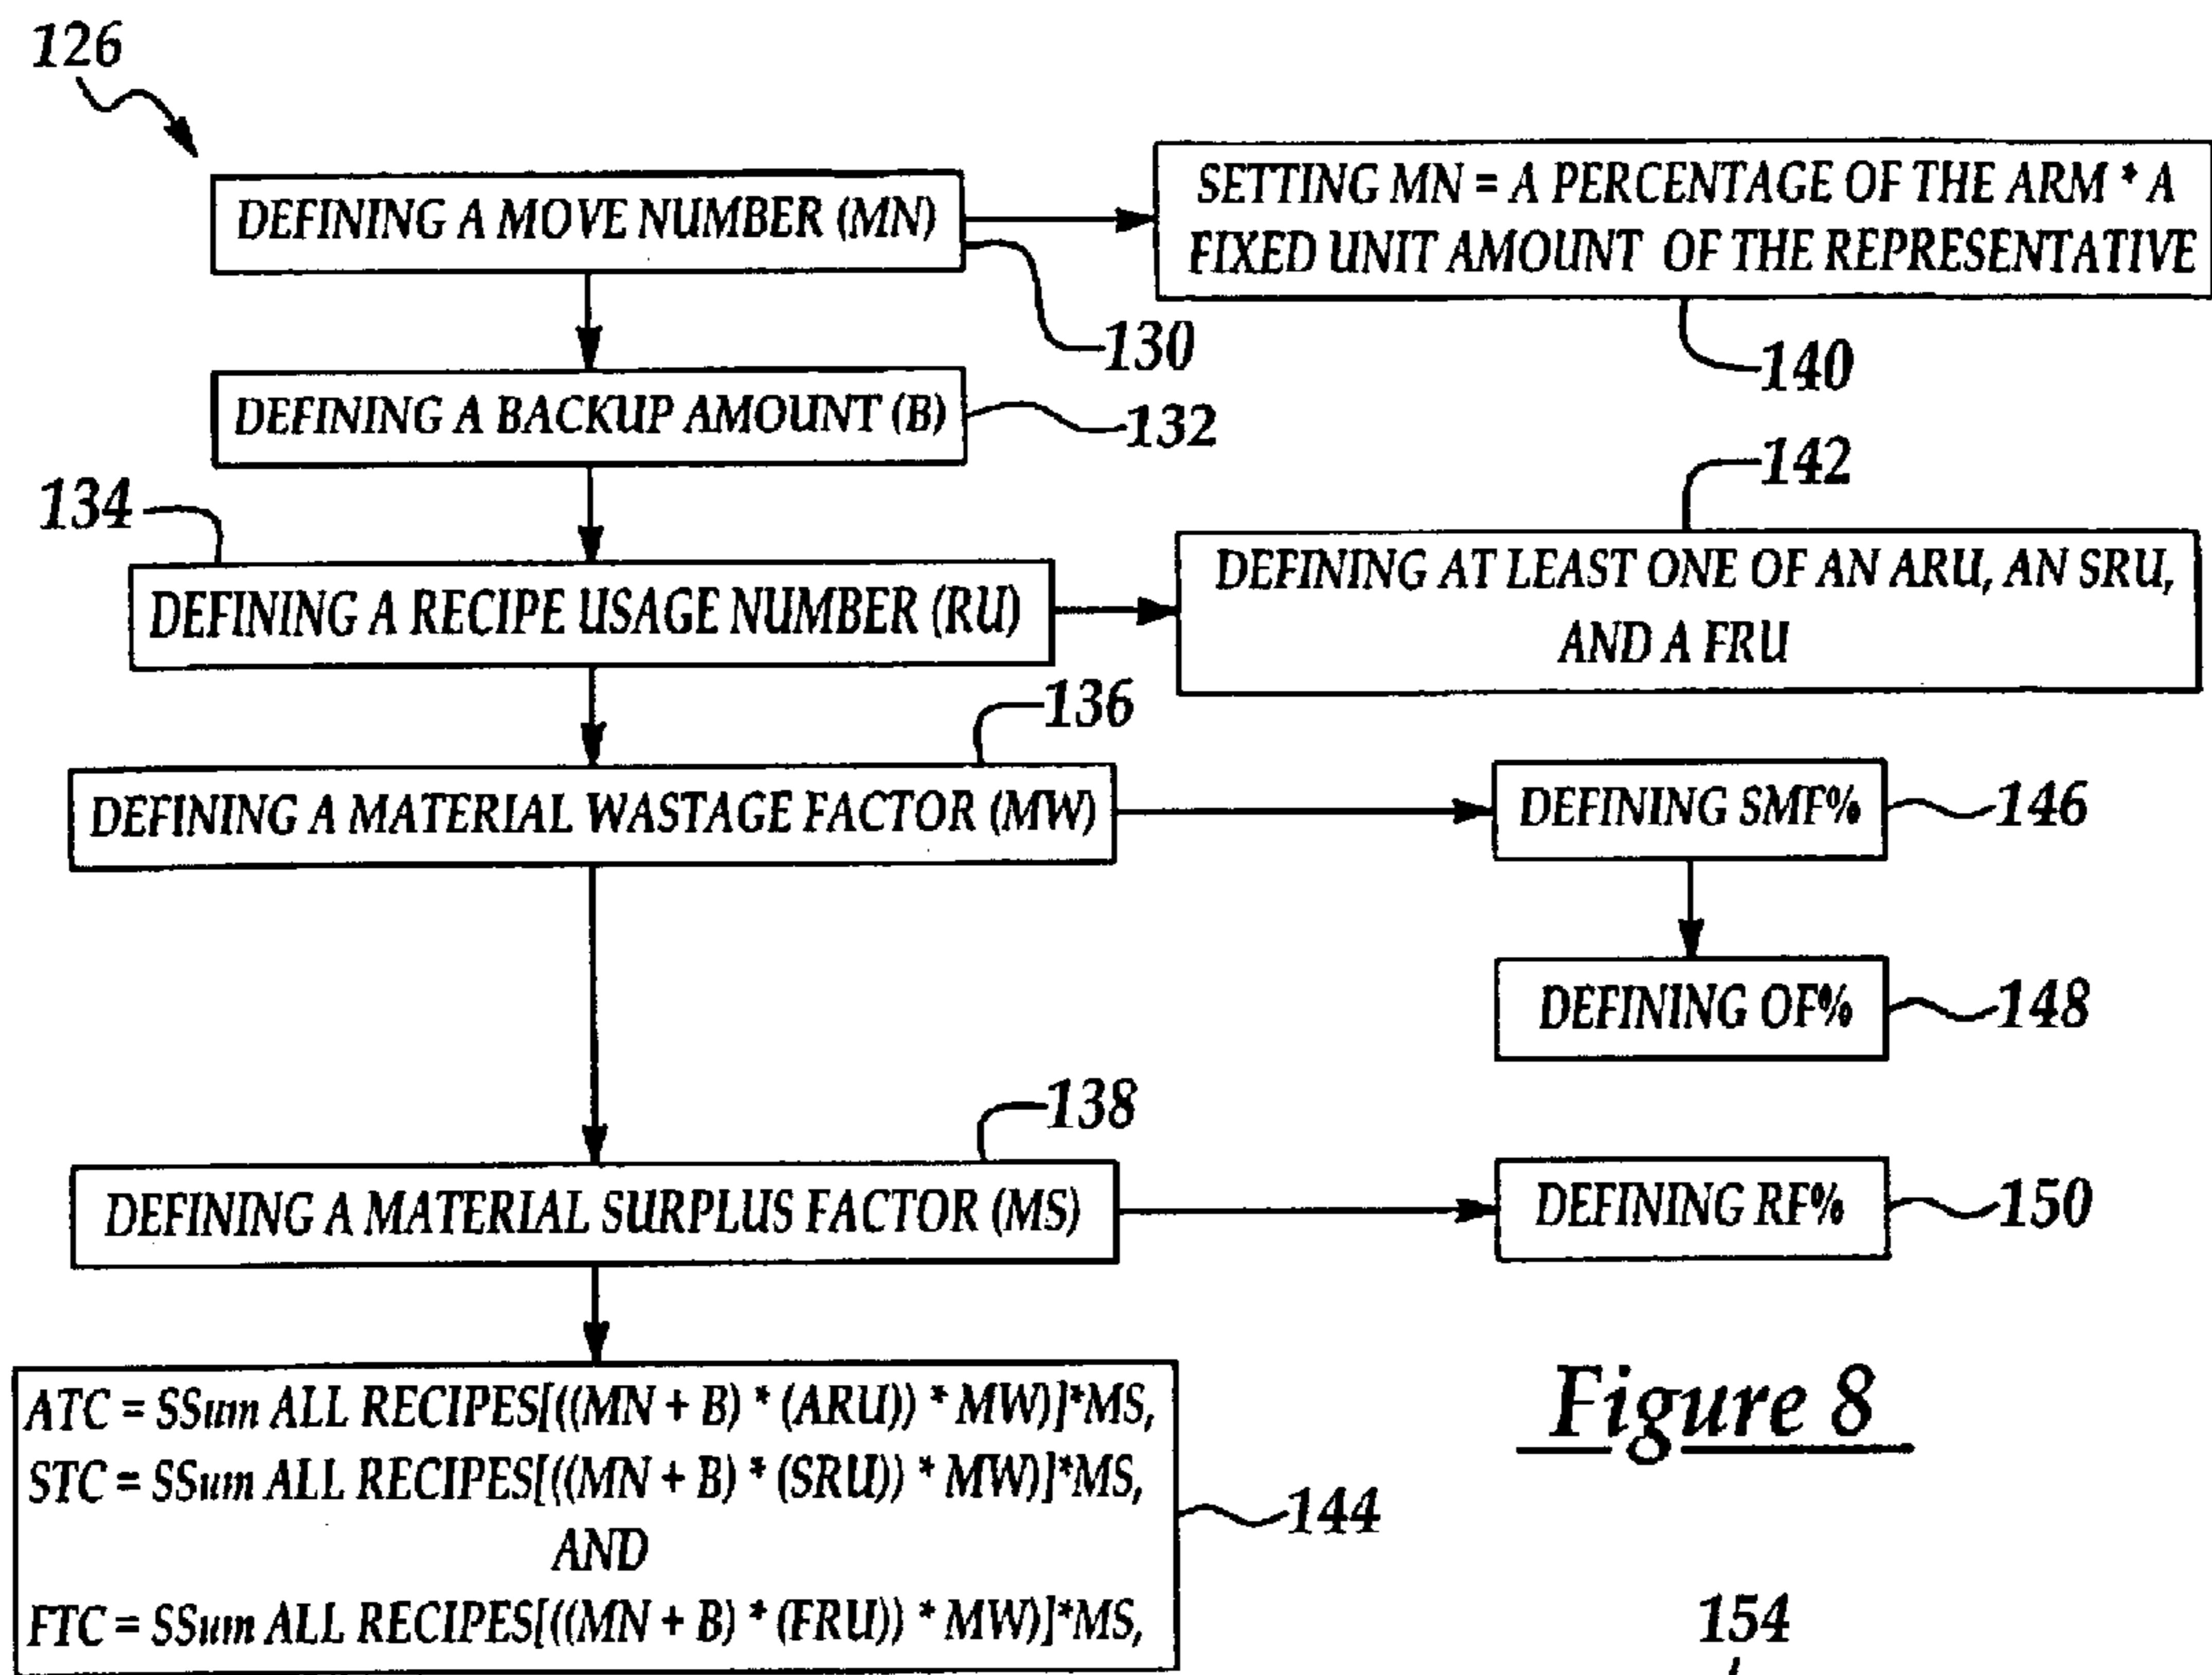 126
DEFINING A MOVE NUMBER (MN)
130
SETTING MN = A PERCENTAGE OF THE ARM * A
FIXED UNIT AMOUNT OF THE REPRESENTATIVE
140
DEFINING A BACKUP AMOUNT (B)
132
134
DEFINING A RECIPE USAGE NUMBER (RU)
142
DEFINING AT LEAST ONE OF AN ARU, AN SRU,
AND A FRU
136
DEFINING A MATERIAL WASTAGE FACTOR (MW)
DEFINING SMF%
146
DEFINING OF%
148
138
DEFINING A MATERIAL SURPLUS FACTOR (MS)
DEFINING RF%
150
ATC = SSum ALL RECIPES[((MN + B) * (ARU)) * MW)]*MS,
STC = SSum ALL RECIPES[((MN + B) * (SRU)) * MW)]*MS,
AND
FTC = SSum ALL RECIPES[((MN + B) * (FRU)) * MW)]*MS,
144
Figure 8
154